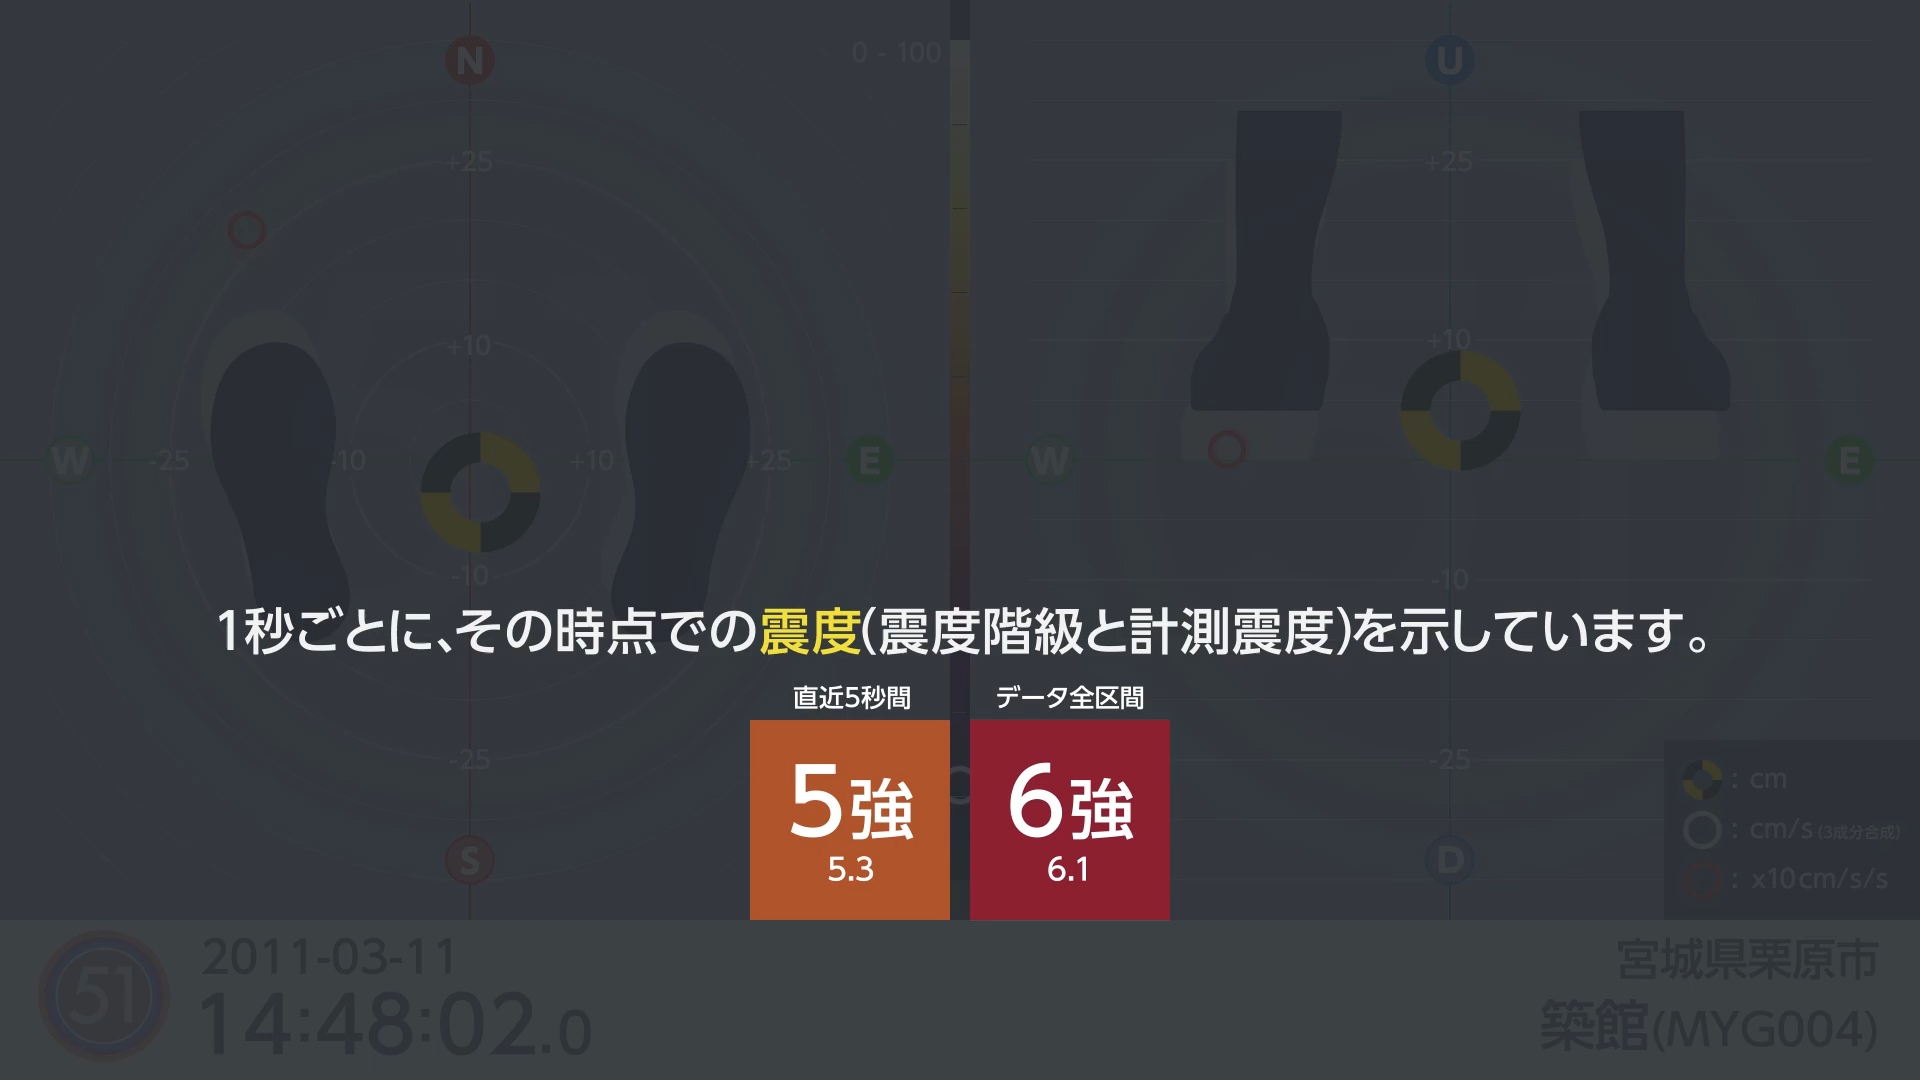 N
0 - 100
U
+25
+25
+10
+10
W
-25
-10
+10
+25
E
W
E
-10
-10
1秒ごとに、その時点での震度(震度階級と計測震度)を示しています。
直近5秒間
データ全区間
5強
5.3
6強
6.1
-25
-25
: cm
: cm/s (3成分合成)
: x10cm/s/s
S
D
51
2011-03-11
14:48:02.0
宮城県栗原市
築館(MYG004)